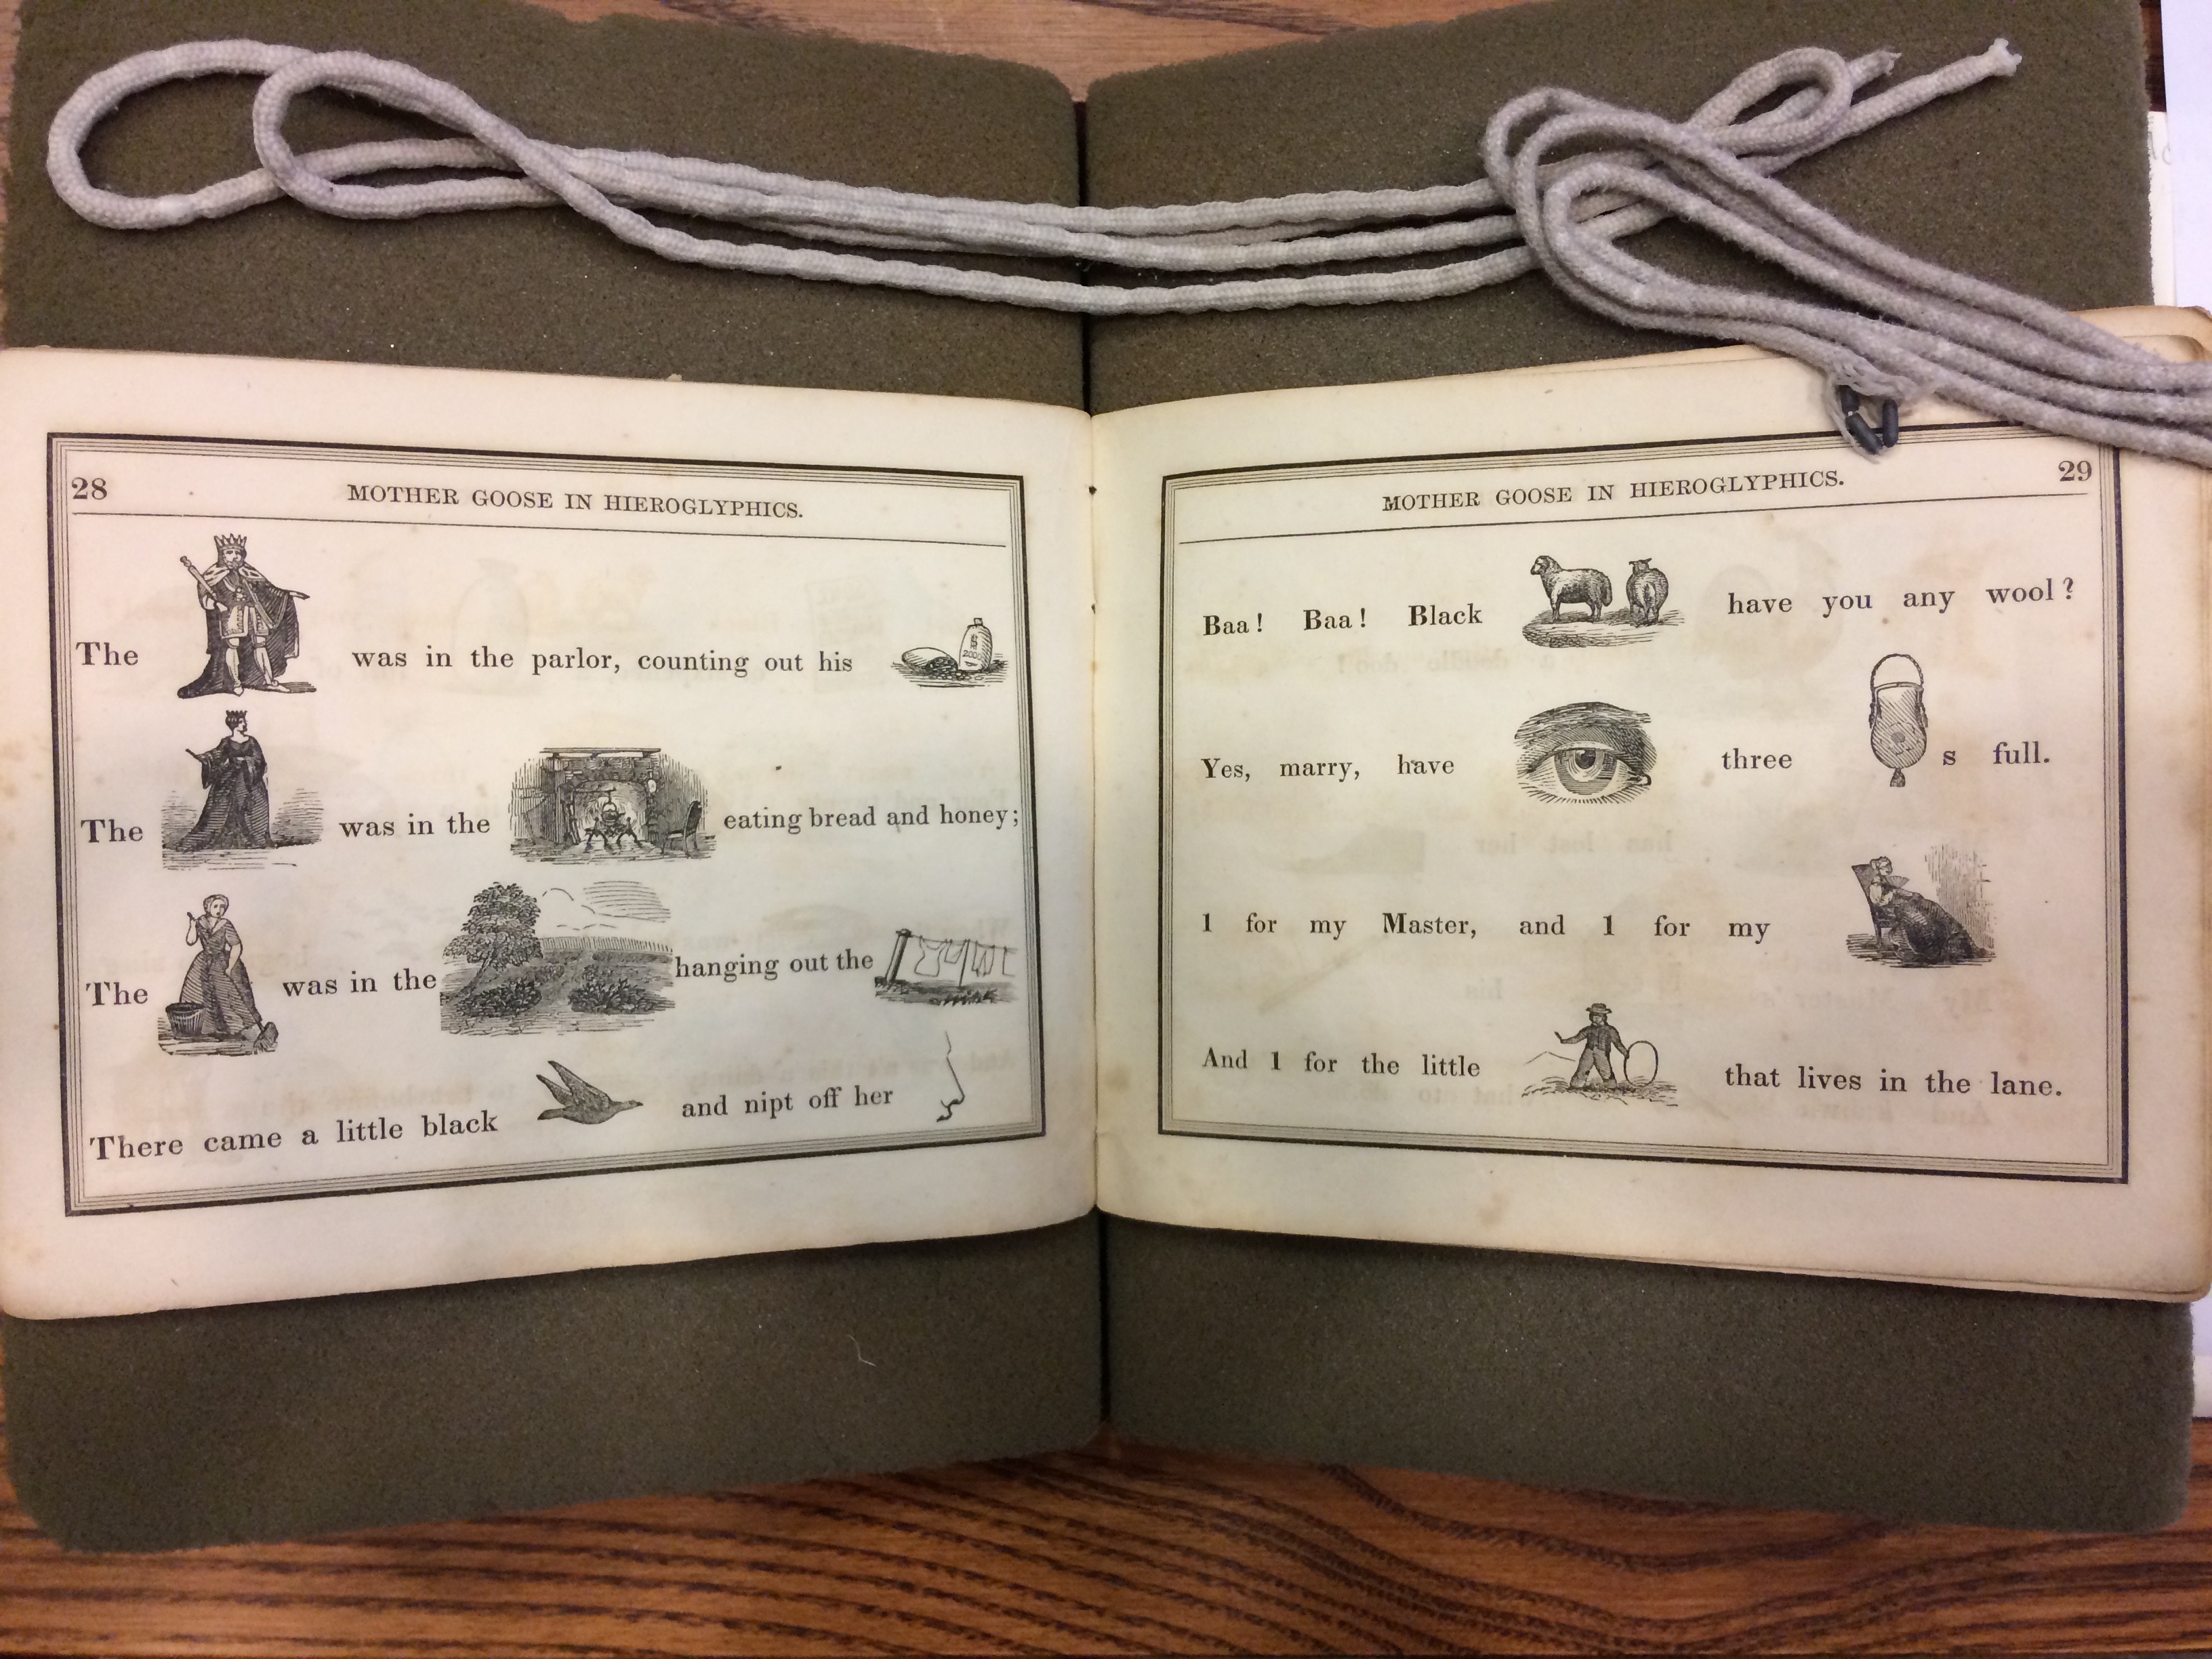 28
MOTHER GOOSE IN HIEROGLYPHICS.
The was in the parlor, counting out his
2000
The was in the eating bread and honey;
The was in the hanging out the
There came a little black and nipt off her
29
MOTHER GOOSE IN HIEROGLYPHICS.
Baa! Baa! Black have you any wool?
Yes, marry, have three s full.
1 for my Master, and 1 for my
And 1 for the little that lives in the lane.